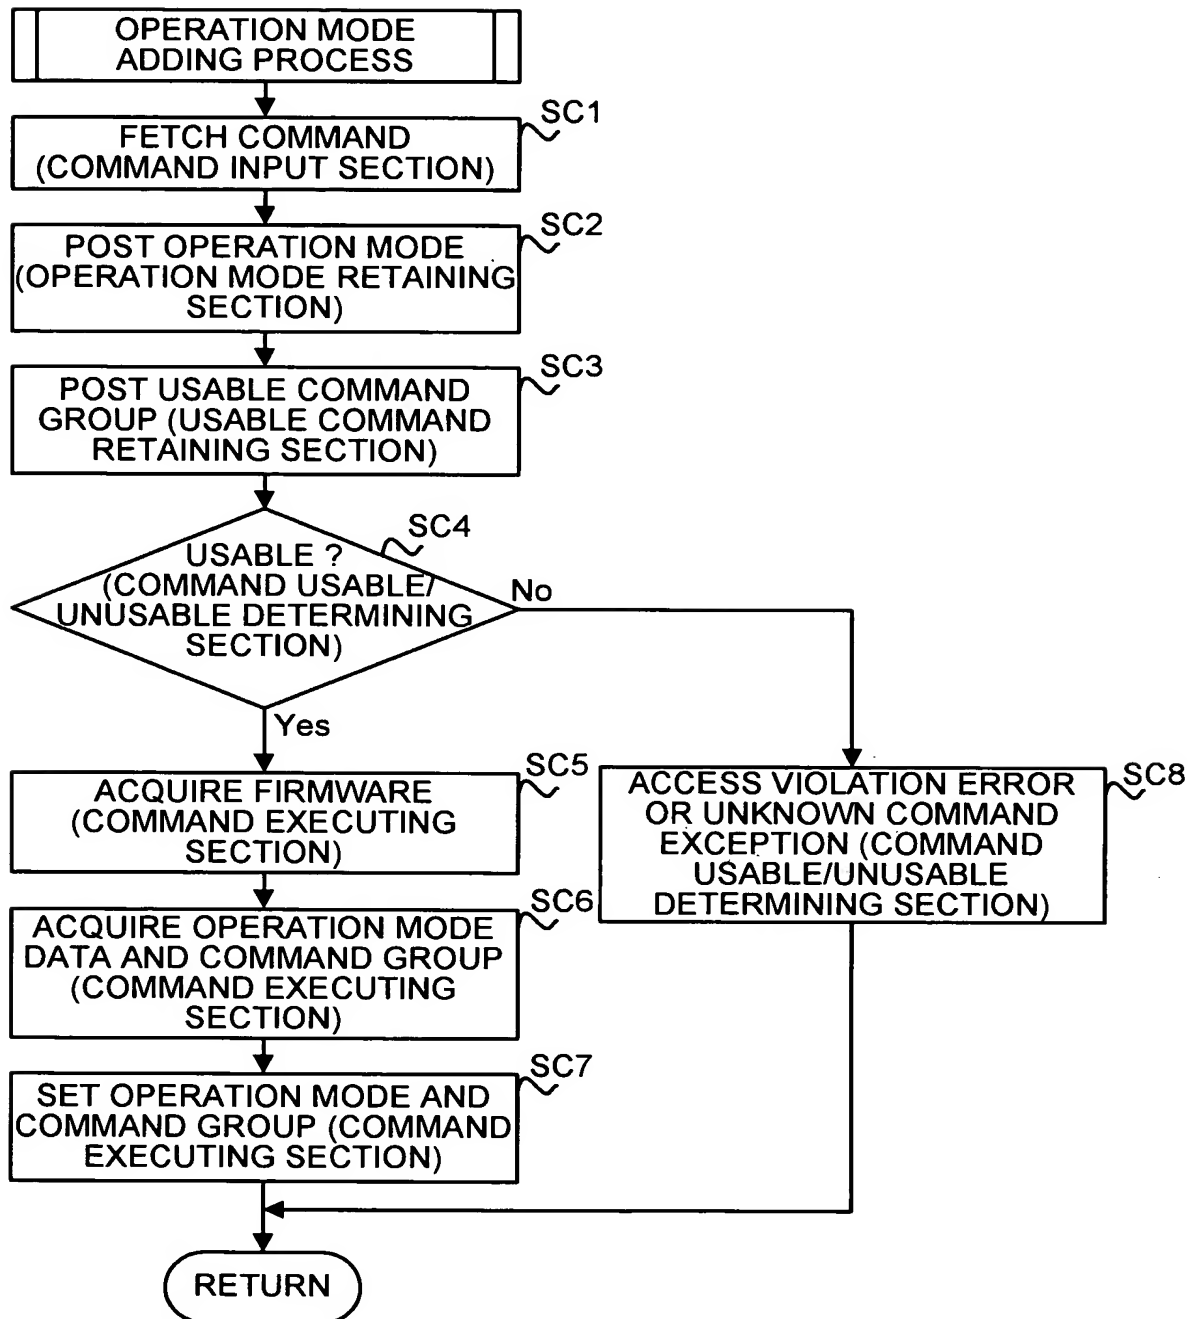 OPERATION MODE
ADDING PROCESS
SC1
FETCH COMMAND
(COMMAND INPUT SECTION)
SC2
POST OPERATION MODE
(OPERATION MODE RETAINING
SECTION)
SC3
POST USABLE COMMAND
GROUP (USABLE COMMAND
RETAINING SECTION)
SC4
USABLE ?
(COMMAND USABLE/
UNUSABLE DETERMINING
SECTION)
No
Yes
SC5
ACQUIRE FIRMWARE
(COMMAND EXECUTING
SECTION)
SC8
ACCESS VIOLATION ERROR
OR UNKNOWN COMMAND
EXCEPTION (COMMAND
USABLE/UNUSABLE
DETERMINING SECTION)
SC6
ACQUIRE OPERATION MODE
DATA AND COMMAND GROUP
(COMMAND EXECUTING
SECTION)
SC7
SET OPERATION MODE AND
COMMAND GROUP (COMMAND
EXECUTING SECTION)
RETURN